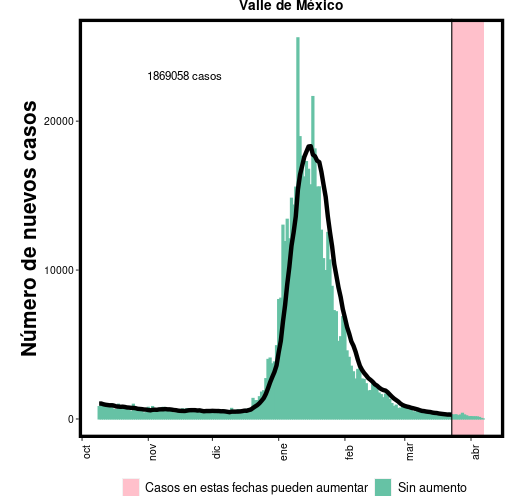 Valle de México
1869058 casos
Número de nuevos casos
20000
10000
0
oct
nov
dic
ene
feb
mar
abr
Casos en estas fechas pueden aumentar
Sin aumento